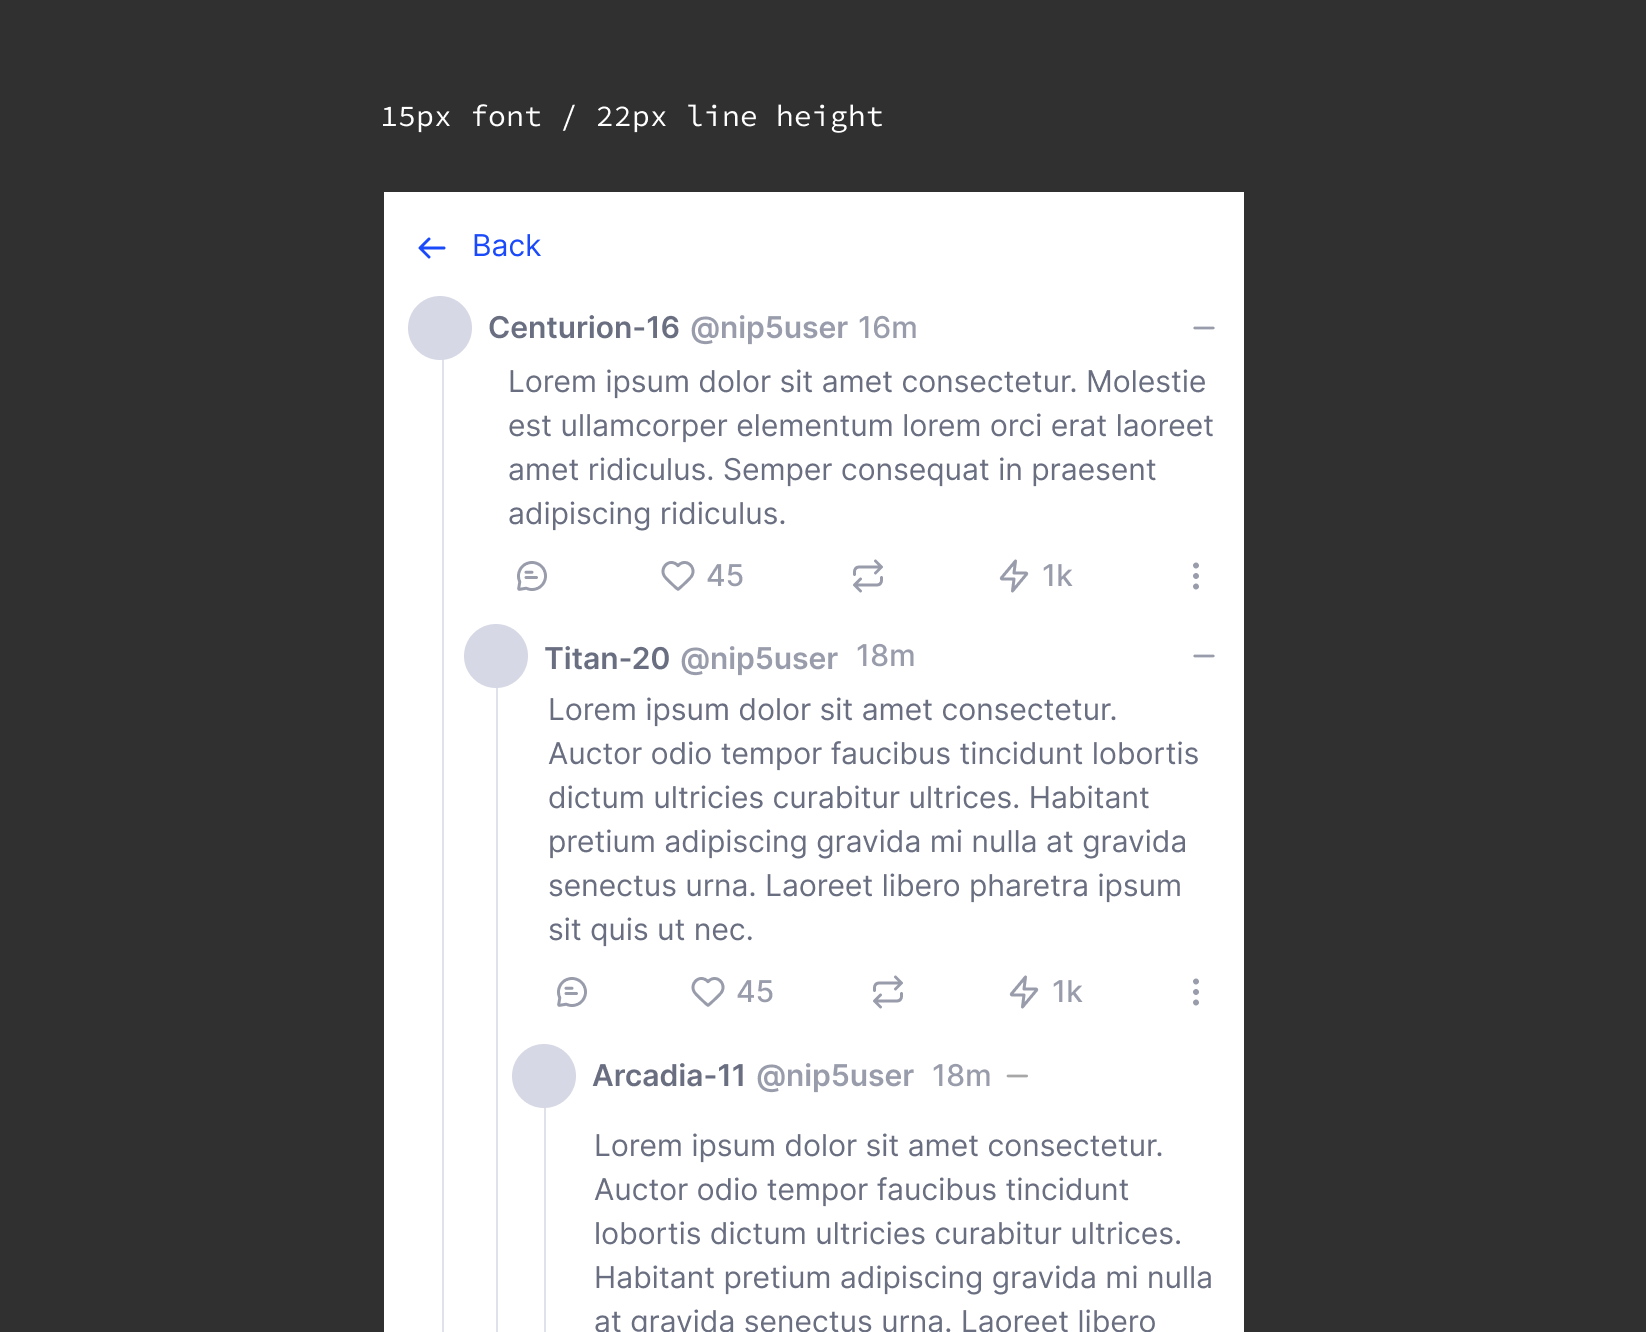 15px font / 22px line height
Back
Centurion-16 @nip5user 16m
Lorem ipsum dolor sit amet consectetur. Molestie
est ullamcorper elementum lorem orci erat laoreet
amet ridiculus. Semper consequat in praesent
adipiscing ridiculus.
45 1k
Titan-20 @nip5user 18m
Lorem ipsum dolor sit amet consectetur.
Auctor odio tempor faucibus tincidunt lobortis
dictum ultricies curabitur ultrices. Habitant
pretium adipiscing gravida mi nulla at gravida
senectus urna. Laoreet libero pharetra ipsum
sit quis ut nec.
45 1k
Arcadia-11 @nip5user 18m
Lorem ipsum dolor sit amet consectetur.
Auctor odio tempor faucibus tincidunt
lobortis dictum ultricies curabitur ultrices.
Habitant pretium adipiscing gravida mi nulla
at gravida senectus urna. Laoreet libero